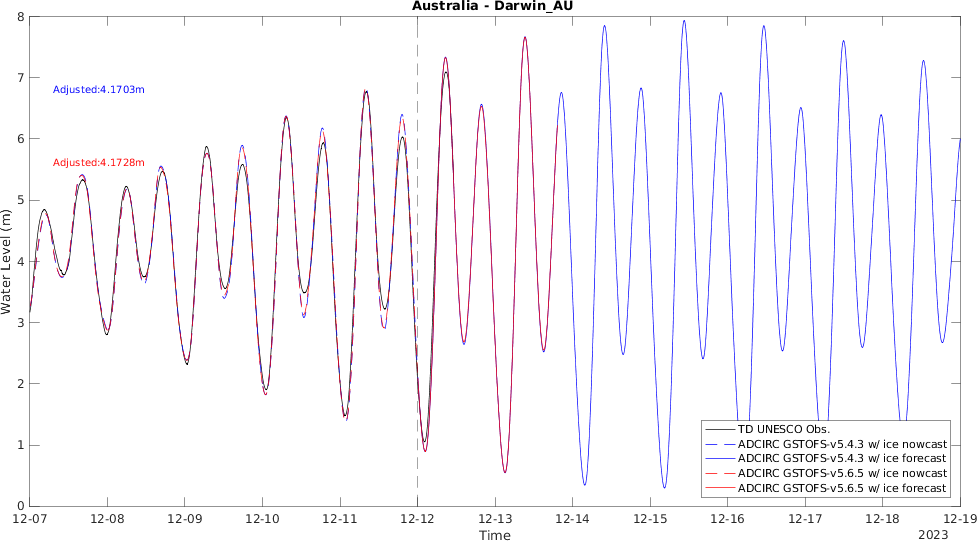 Australia - Darwin_AU
Water Level (m)
8
7
6
5
4
3
2
1
0
Adjusted:4.1703m
Adjusted:4.1728m
TD UNESCO Obs.
ADCIRC GSTOFS-v5.4.3 w/ ice nowcast
ADCIRC GSTOFS-v5.4.3 w/ ice forecast
ADCIRC GSTOFS-v5.6.5 w/ ice nowcast
ADCIRC GSTOFS-v5.6.5 w/ ice forecast
12-07 12-08 12-09 12-10 12-11 12-12 12-13 12-14 12-15 12-16 12-17 12-18 12-19
Time
2023